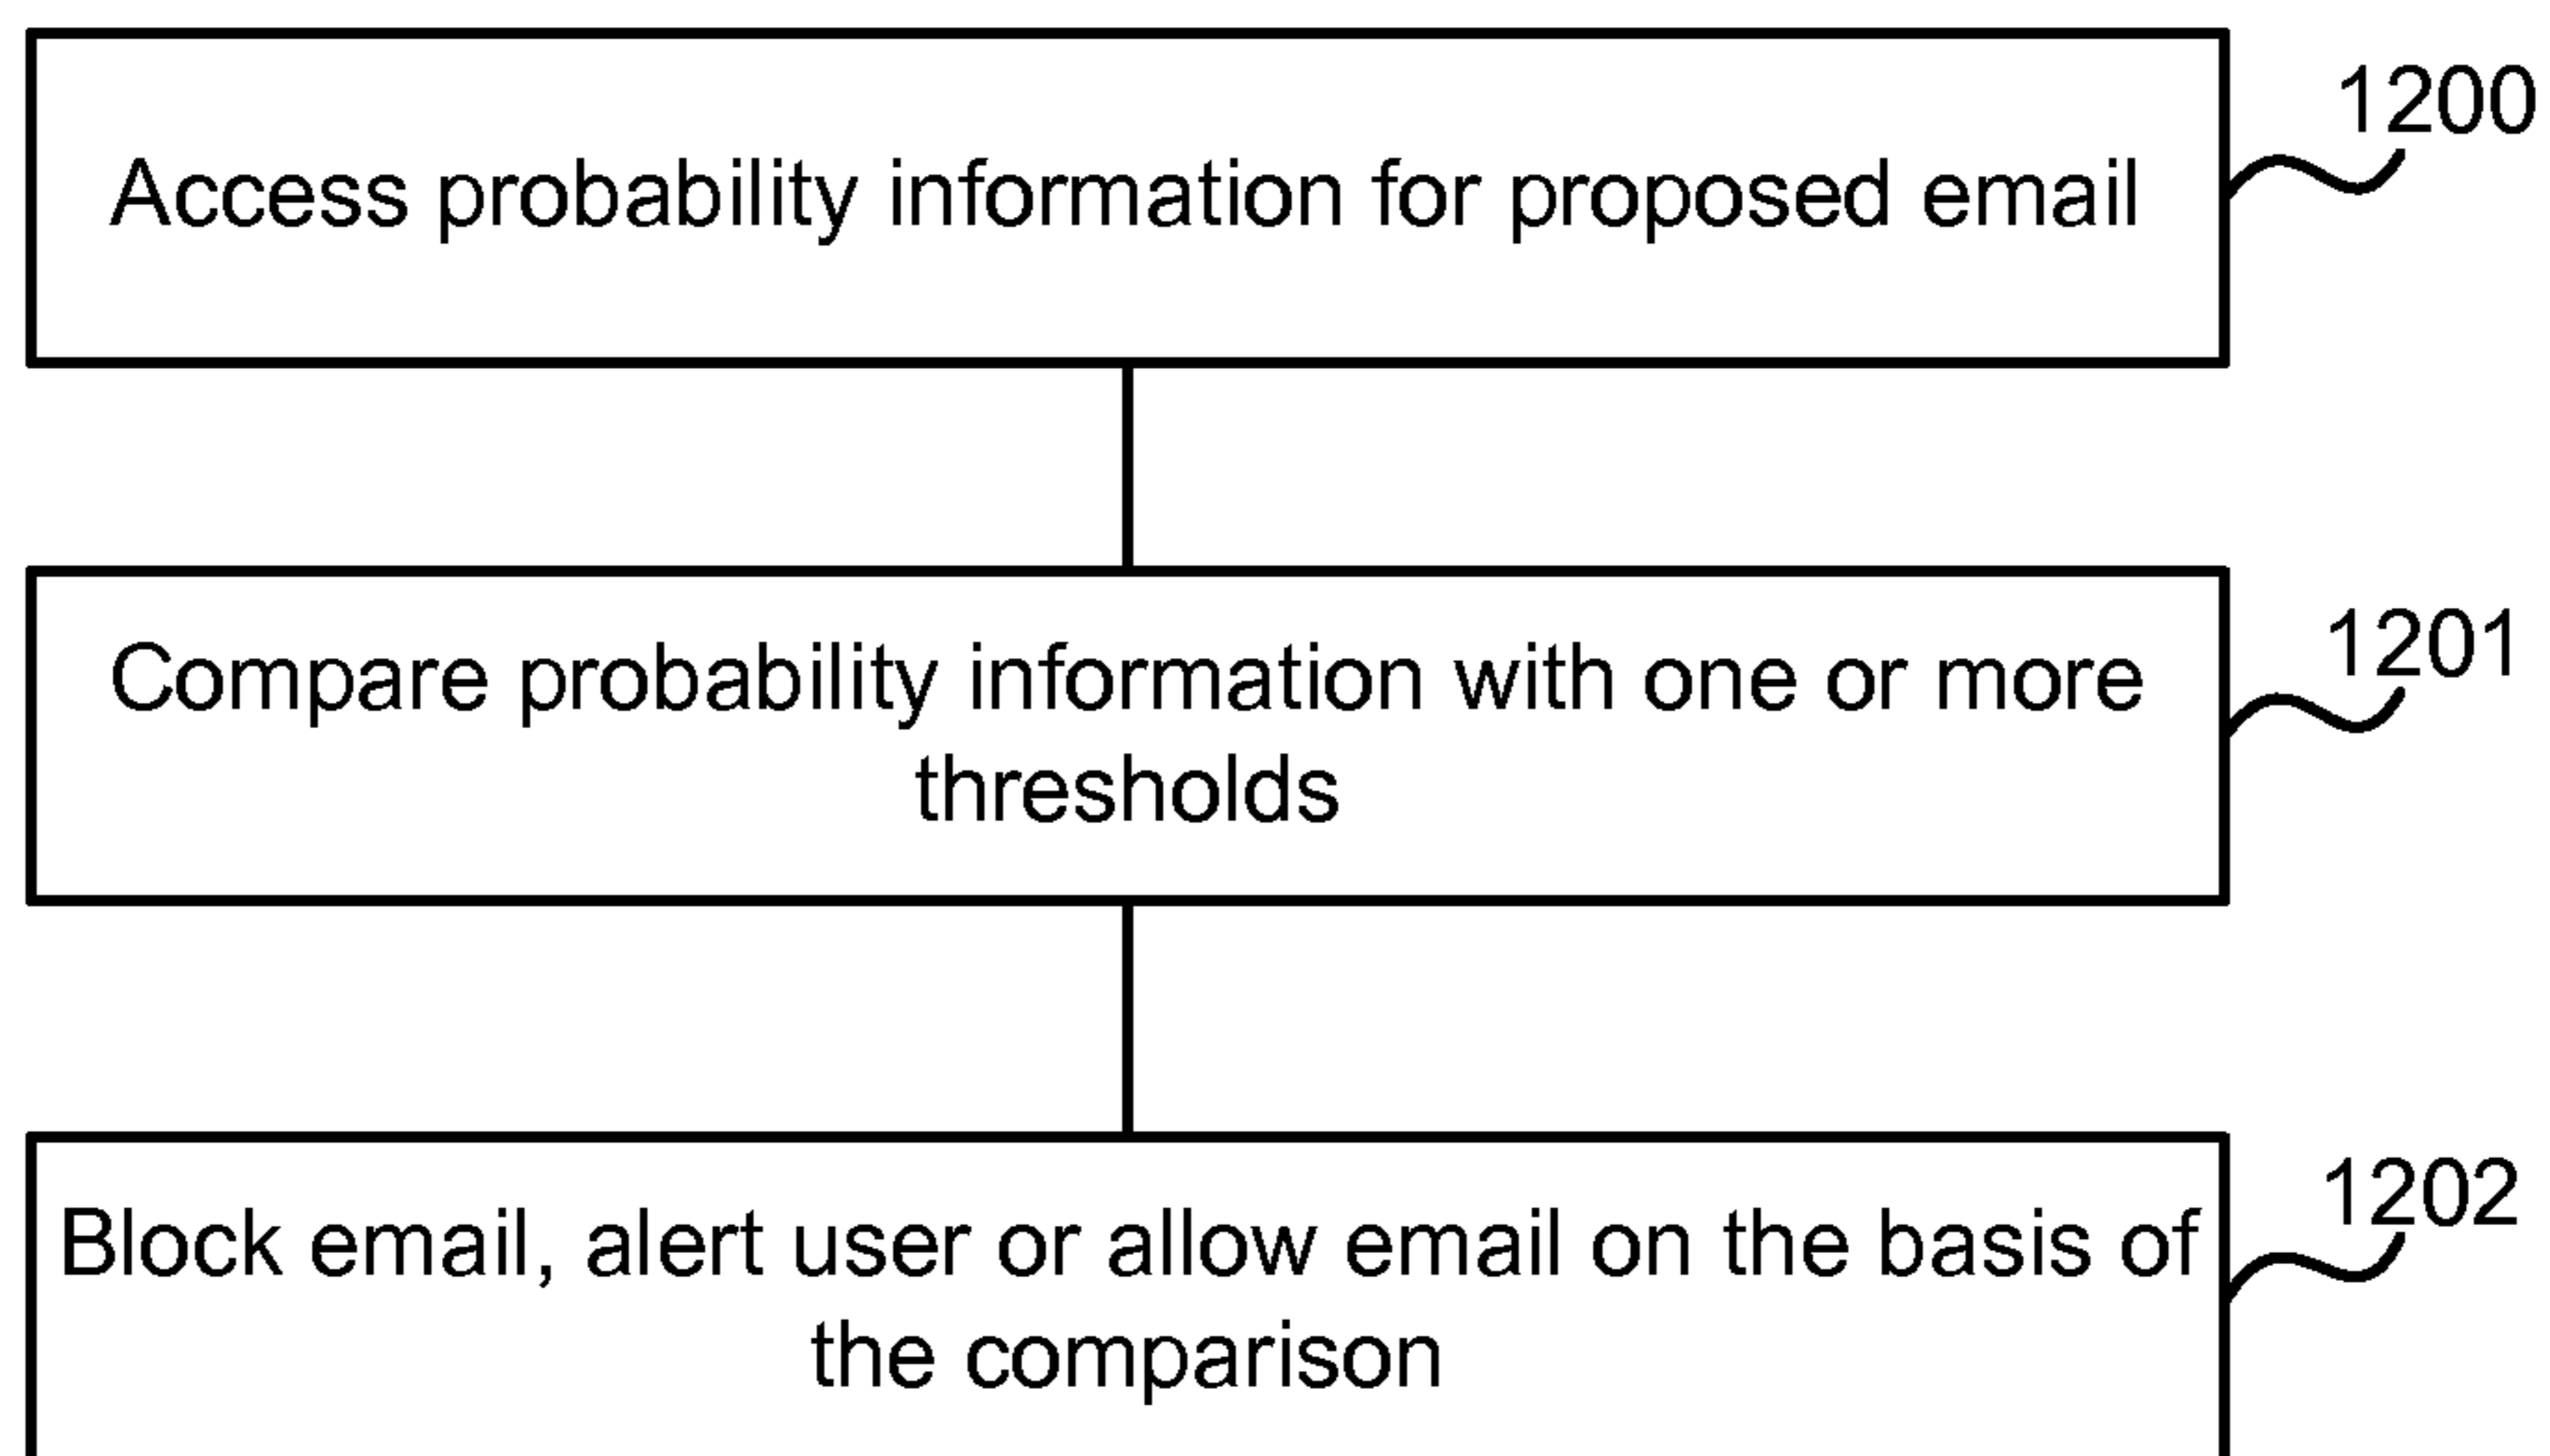 1200
Access probability information for proposed email
1201
Compare probability information with one or more
thresholds
1202
Block email, alert user or allow email on the basis of
the comparison